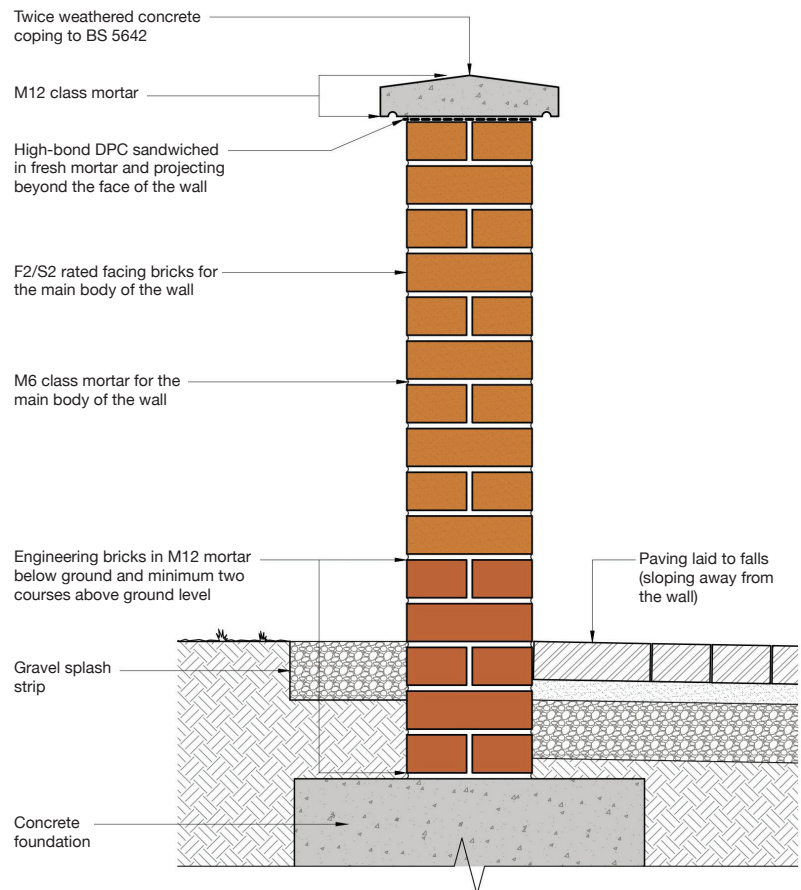 Twice weathered concrete
coping to BS 5642
M12 class mortar
High-bond DPC sandwiched
in fresh mortar and projecting
beyond the face of the wall
F2/S2 rated facing bricks for
the main body of the wall
M6 class mortar for the
main body of the wall
Engineering bricks in M12 mortar
below ground and minimum two
courses above ground level
Paving laid to falls
(sloping away from
the wall)
Gravel splash
strip
Concrete
foundation